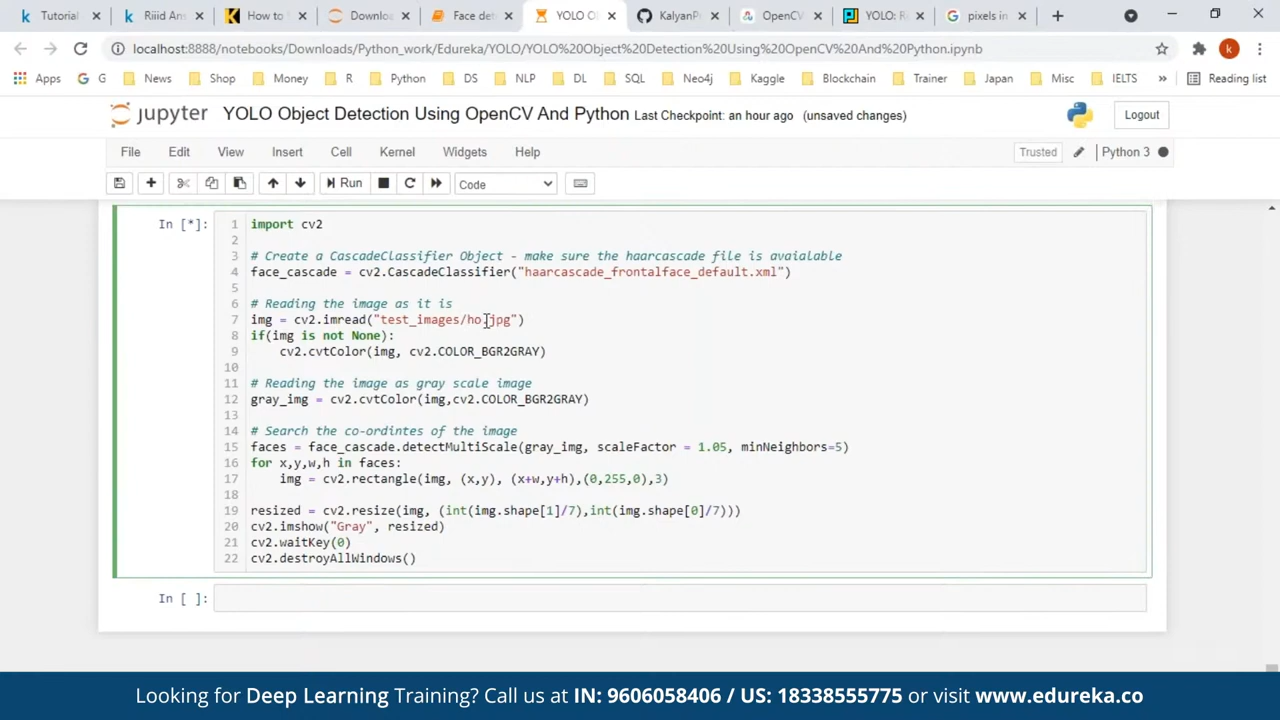 Tutorial
Riiid Ans
How to
Downloa
Face det
YOLO O
KalyanP
OpenCV
YOLO: R
pixels in
localhost:8888/notebooks/Downloads/Python_work/Edureka/YOLO/YOLO%20Object%20Detection%20Using%20OpenCV%20And%20Python.ipynb
Apps G News Shop Money R Python DS NLP DL SQL Neo4j Kaggle Blockchain Trainer Japan Misc IELTS » Reading list
jupyter YOLO Object Detection Using OpenCV And Python Last Checkpoint: an hour ago (unsaved changes) Logout
File Edit View Insert Cell Kernel Widgets Help Trusted Python 3
Run Code
In [*]:
1 import cv2
2
3 # Create a CascadeClassifier Object - make sure the haarcascade file is avaialable
4 face_cascade = cv2.CascadeClassifier("haarcascade_frontalface_default.xml")
5
6 # Reading the image as it is
7 img = cv2.imread("test_images/ho.jpg")
8 if(img is not None):
9 cv2.cvtColor(img, cv2.COLOR_BGR2GRAY)
10
11 # Reading the image as gray scale image
12 gray_img = cv2.cvtColor(img,cv2.COLOR_BGR2GRAY)
13
14 # Search the co-ordintes of the image
15 faces = face_cascade.detectMultiScale(gray_img, scaleFactor = 1.05, minNeighbors=5)
16 for x,y,w,h in faces:
17 img = cv2.rectangle(img, (x,y), (x+w,y+h),(0,255,0),3)
18
19 resized = cv2.resize(img, (int(img.shape[1]/7),int(img.shape[0]/7)))
20 cv2.imshow("Gray", resized)
21 cv2.waitKey(0)
22 cv2.destroyAllWindows()
In [ ]:
Looking for Deep Learning Training? Call us at IN: 9606058406 / US: 18338555775 or visit www.edureka.co